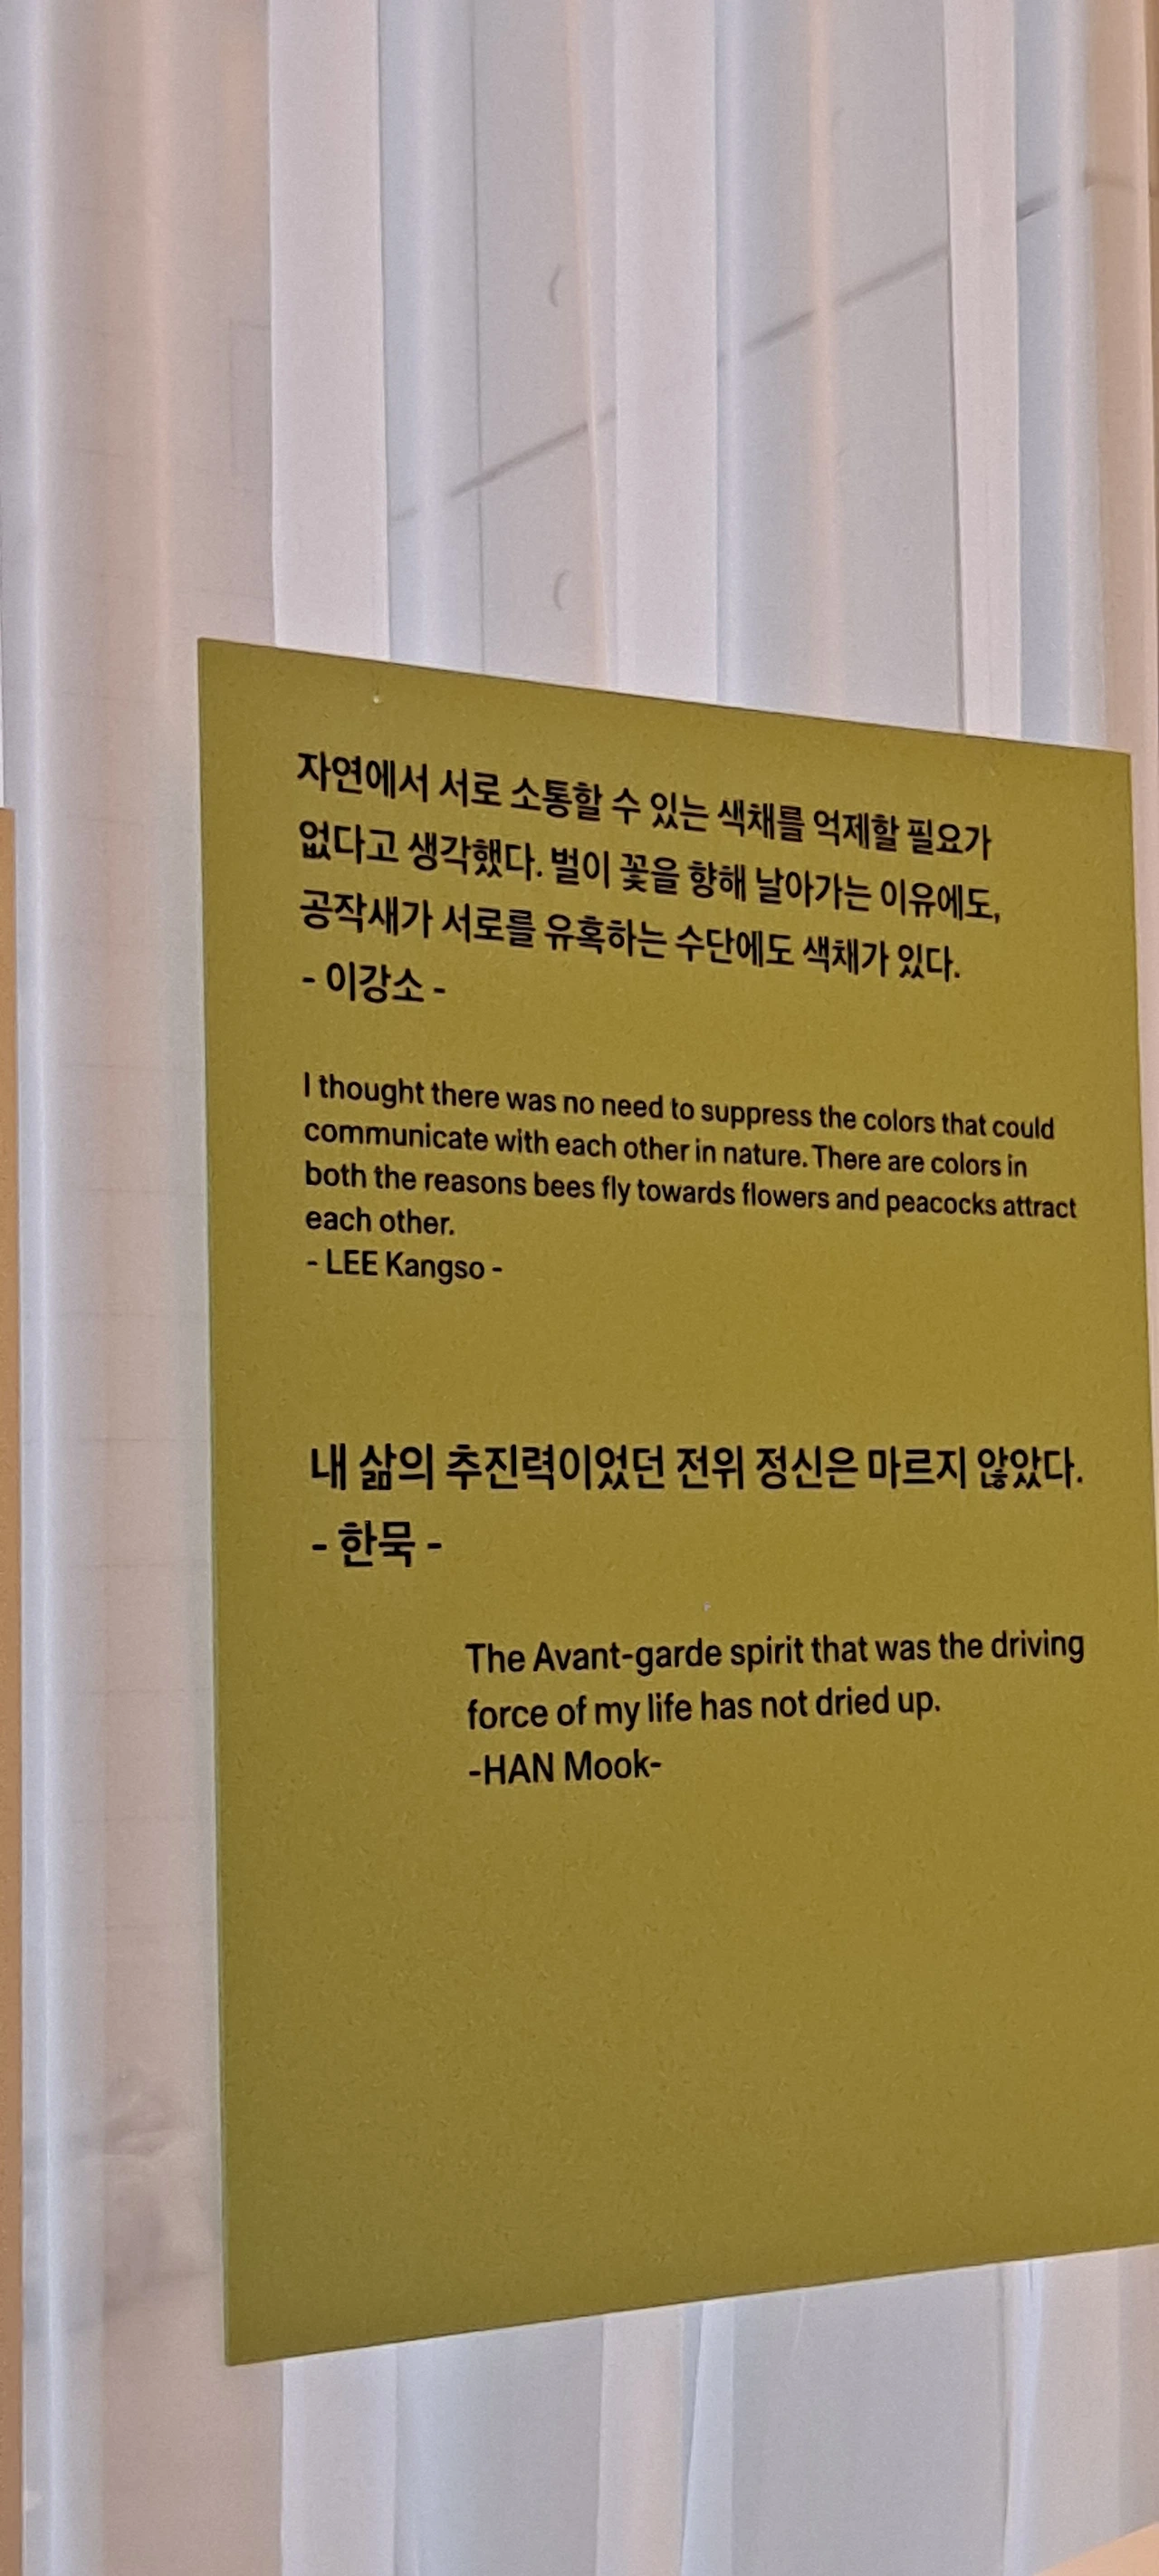 자연에서 서로 소통할 수 있는 색채를 억제할 필요가
없다고 생각했다. 벌이 꽃을 향해 날아가는 이유에도,
공작새가 서로를 유혹하는 수단에도 색채가 있다.
- 이강소 -
I thought there was no need to suppress the colors that could
communicate with each other in nature. There are colors in
both the reasons bees fly towards flowers and peacocks attract
each other.
- LEE Kangso -
내 삶의 추진력이었던 전위 정신은 마르지 않았다.
- 한묵 -
The Avant-garde spirit that was the driving
force of my life has not dried up.
-HAN Mook-